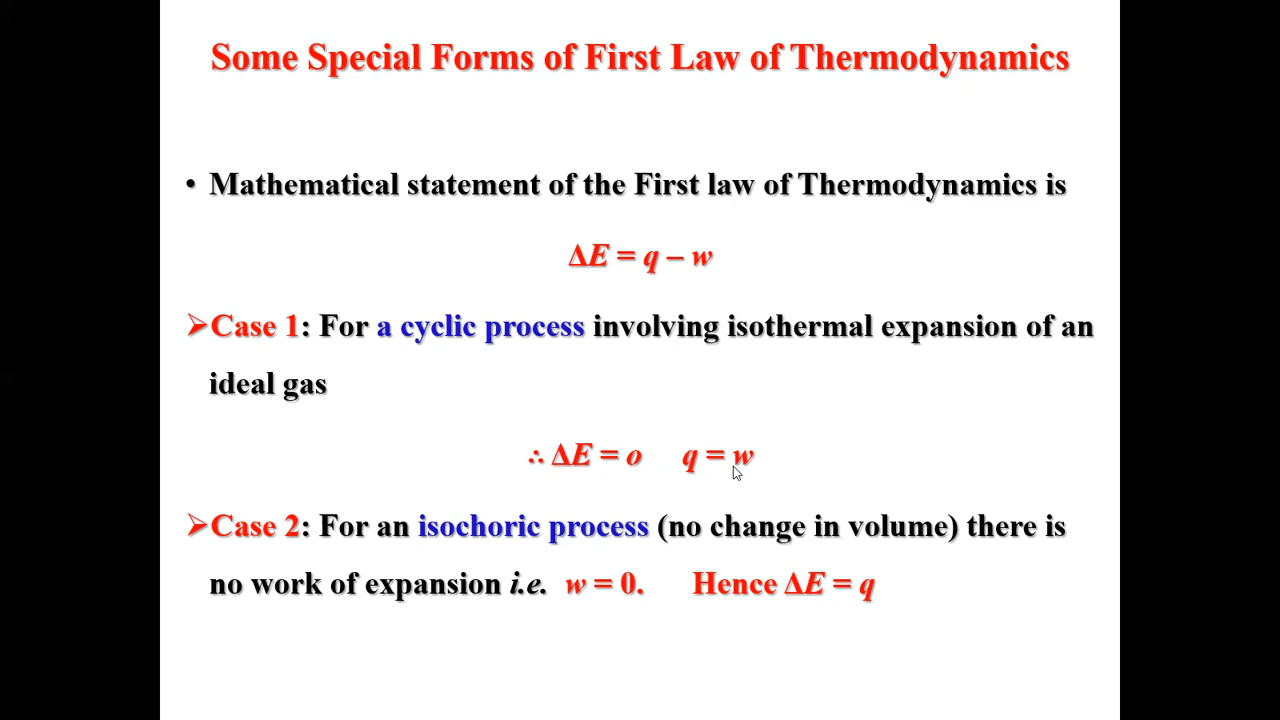 Some Special Forms of First Law of Thermodynamics
• Mathematical statement of the First law of Thermodynamics is
ΔE = q – w
➢Case 1: For a cyclic process involving isothermal expansion of an
ideal gas
∴ ΔE = o q = w
➢Case 2: For an isochoric process (no change in volume) there is
no work of expansion i.e. w = 0. Hence ΔE = q